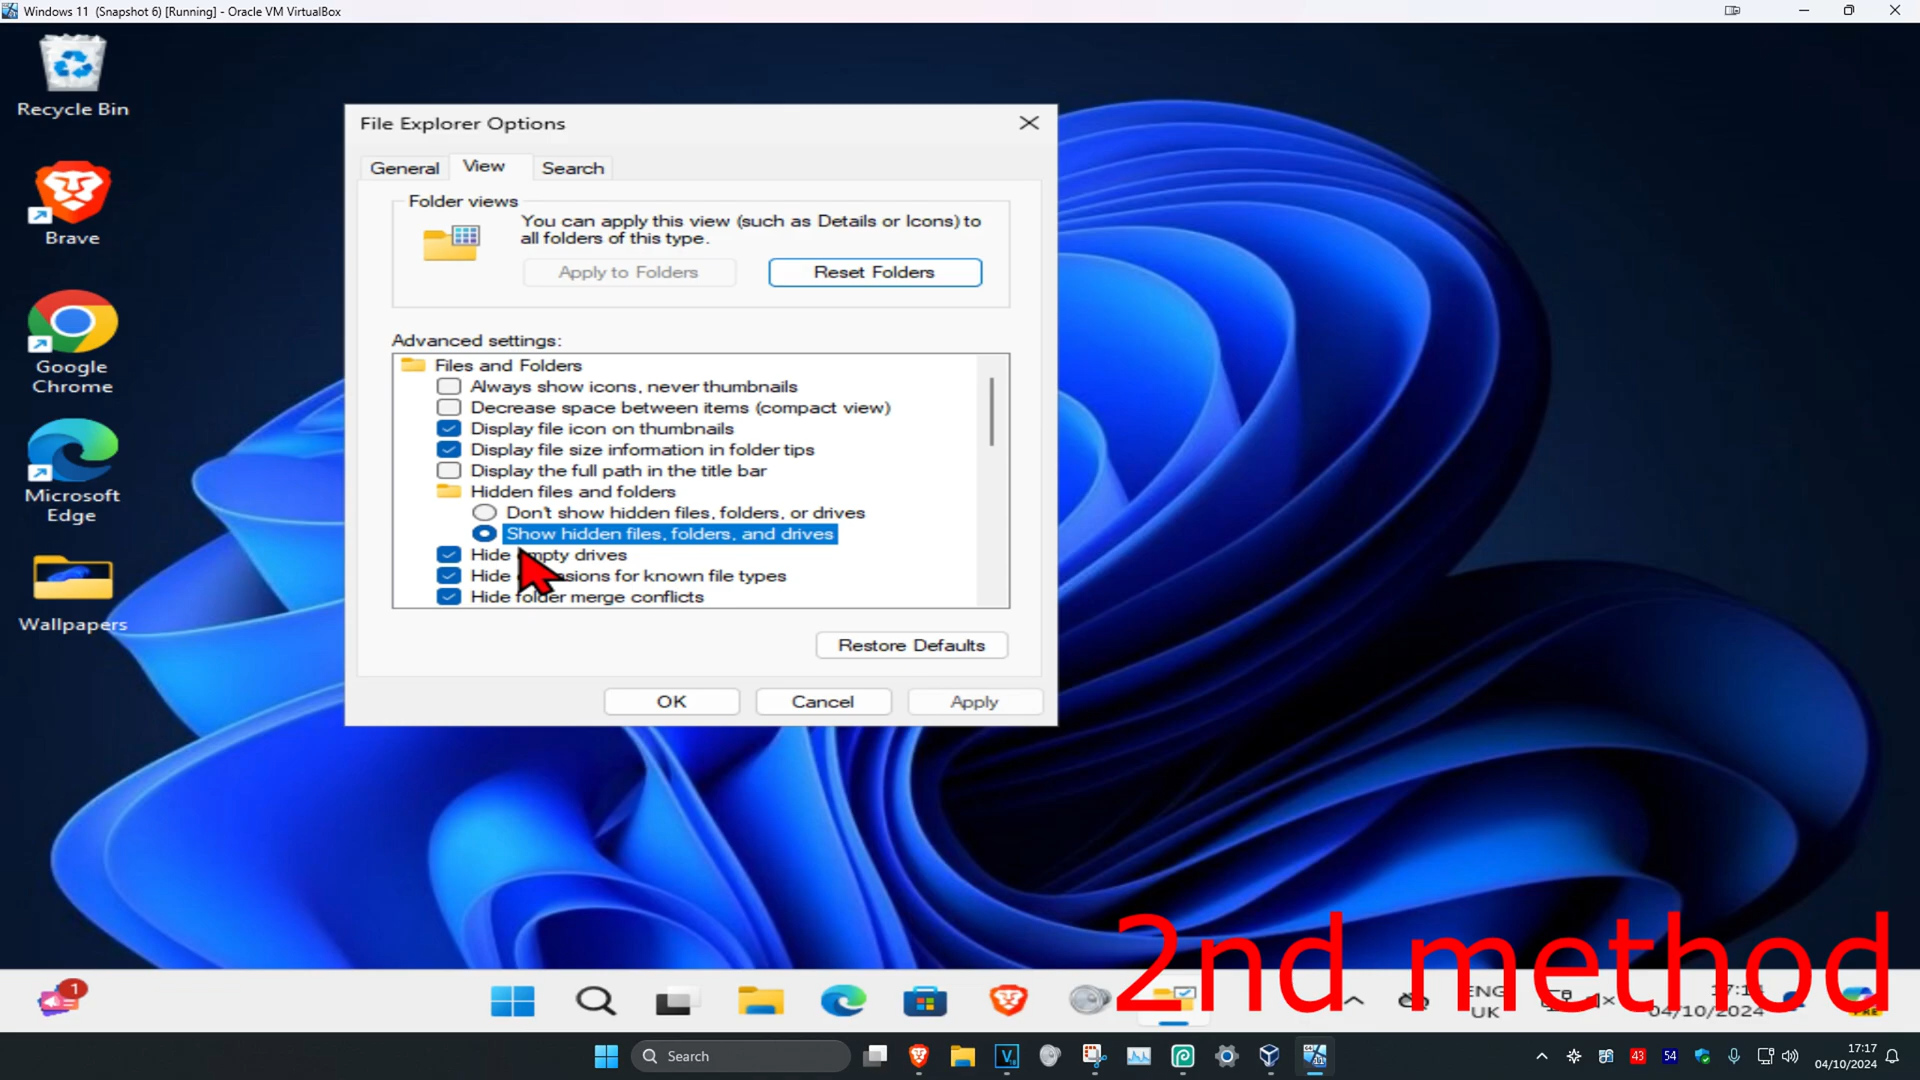 Windows 11 (Snapshot 6) [Running] - Oracle VM VirtualBox
Recycle Bin
Brave
Google
Chrome
Microsoft
Edge
Wallpapers
File Explorer Options
General
View
Search
Folder views
You can apply this view (such as Details or Icons) to
all folders of this type.
Apply to Folders
Reset Folders
Advanced settings:
Files and Folders
Always show icons, never thumbnails
Decrease space between items (compact view)
Display file icon on thumbnails
Display file size information in folder tips
Display the full path in the title bar
Hidden files and folders
Don't show hidden files, folders, or drives
Show hidden files, folders, and drives
Hide empty drives
Hide extensions for known file types
Hide folder merge conflicts
Restore Defaults
OK
Cancel
Apply
2nd method
1
ENG
UK
04/10/2024
Search
43
54
17:17
04/10/2024